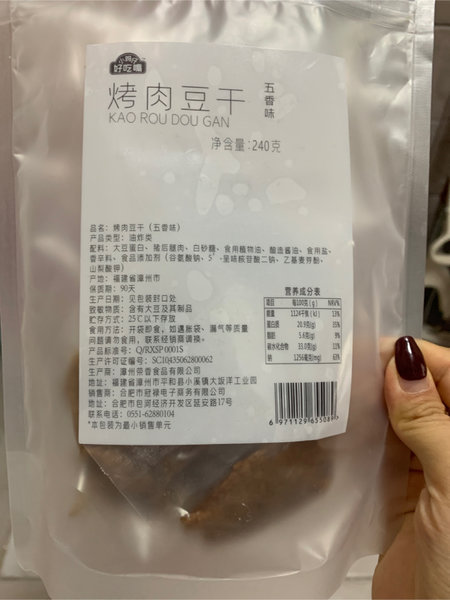 小鸭仔
好吃嘴
烤肉豆干 五香味
KAO ROU DOU GAN
净含量:240克
品名:烤肉豆干(五香味)
产品类型:油炸类
配料:大豆蛋白、猪后腿肉、白砂糖、食用植物油、酿造酱油、食用盐、
香辛料、食品添加剂(谷氨酸钠、5'-呈味核苷酸二钠、乙基麦芽酚、
山梨酸钾)
产地:福建省漳州市
保质期:90天
生产日期:见包装封口处
致敏物质:含有大豆及其制品
贮存方式:25℃以下存放
食用方法:开袋即食,如遇胀袋、漏气等质量
问题请勿食用,联系经销商调换!
产品标准号:Q/RXSP 0001S
生产许可证编号:SC10435062800062
生产商:漳州领香食品有限公司
地址:福建省漳州市平和县小溪镇大坂洋工业园
销售商:合肥市冠禄电子商务有限公司
地址:合肥市包河经济开发区延安路17号
联系电话:0551-62880104
*本包装为最小销售单元
营养成分表
项目 每100克(g) NRV%
能量 1124千焦(kJ) 13%
蛋白质 20.9克(g) 35%
脂肪 5.6克(g) 9%
碳水化合物 33.0克(g) 11%
钠 1256毫克(mg) 63%